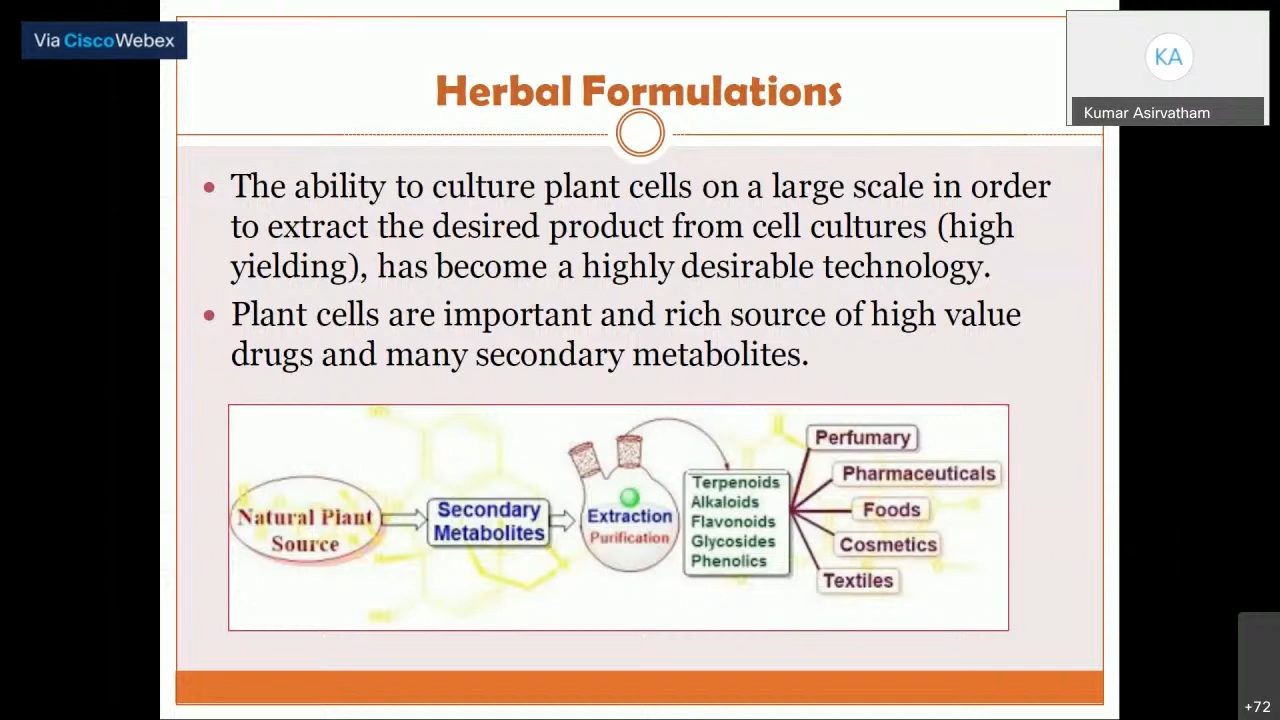 Via CiscoWebex
KA
Kumar Asirvatham
Herbal Formulations
• The ability to culture plant cells on a large scale in order
to extract the desired product from cell cultures (high
yielding), has become a highly desirable technology.
• Plant cells are important and rich source of high value
drugs and many secondary metabolites.
Natural Plant
Source
Secondary
Metabolites
Extraction
Purification
Terpenoids
Alkaloids
Flavonoids
Glycosides
Phenolics
Perfumary
Pharmaceuticals
Foods
Cosmetics
Textiles
+72